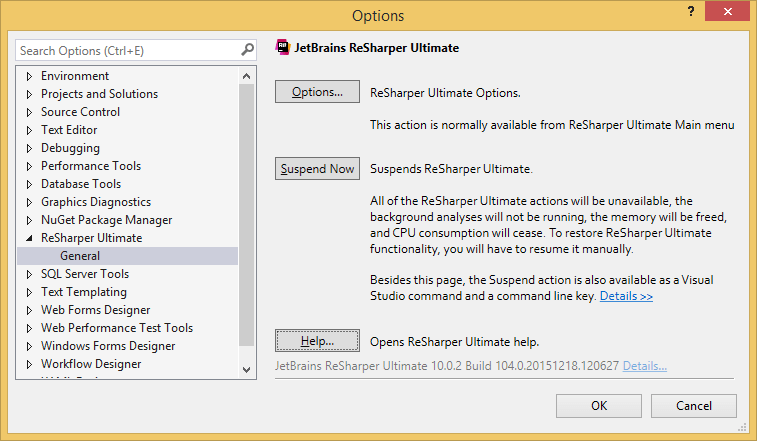 Options
?
Search Options (Ctrl+E)
Environment
Projects and Solutions
Source Control
Text Editor
Debugging
Performance Tools
Database Tools
Graphics Diagnostics
NuGet Package Manager
ReSharper Ultimate
General
SQL Server Tools
Text Templating
Web Forms Designer
Web Performance Test Tools
Windows Forms Designer
Workflow Designer
JetBrains ReSharper Ultimate
Options... ReSharper Ultimate Options.
This action is normally available from ReSharper Ultimate Main menu
Suspend Now Suspends ReSharper Ultimate.
All of the ReSharper Ultimate actions will be unavailable, the
background analyses will not be running, the memory will be freed,
and CPU consumption will cease. To restore ReSharper Ultimate
functionality, you will have to resume it manually.
Besides this page, the Suspend action is also available as a Visual
Studio command and a command line key. Details >>
Help... Opens ReSharper Ultimate help.
JetBrains ReSharper Ultimate 10.0.2 Build 104.0.20151218.120627 Details...
OK Cancel